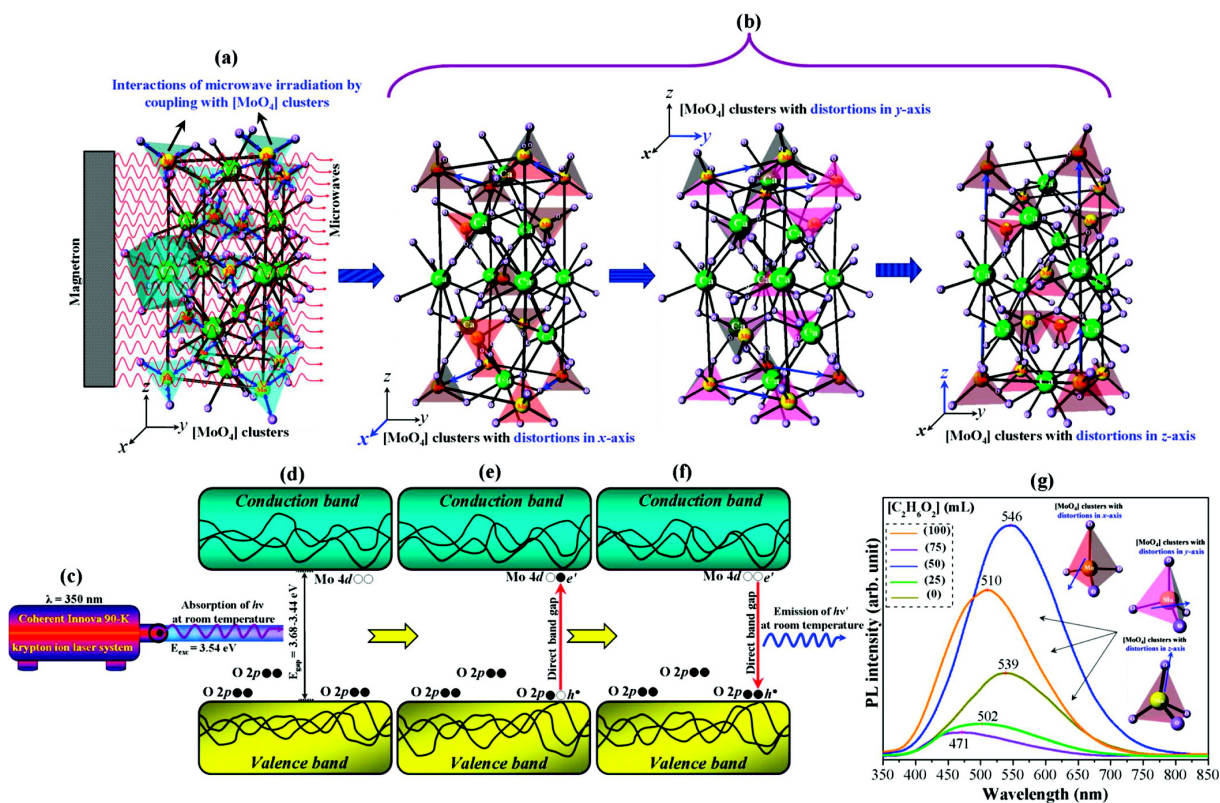 (a)
Interactions of microwave irradiation by
coupling with [MoO₄] clusters
Magnetron
Microwaves
z
y
x
[MoO₄] clusters
(b)
z
y
x
[MoO₄] clusters with distortions in x-axis
z
y
x
[MoO₄] clusters with distortions in y-axis
z
y
x
[MoO₄] clusters with distortions in z-axis
(c)
λ = 350 nm
Coherent Innova 90-K
krypton ion laser system
Absorption of hν
at room temperature
E_exc = 3.54 eV
(d)
Conduction band
Mo 4d
E_gap = 3.68-3.44 eV
O 2p
O 2p
O 2p
Valence band
(e)
Conduction band
Mo 4d e'
Direct band gap
O 2p
O 2p
O 2p h•
Valence band
(f)
Conduction band
Mo 4d e'
Direct band gap
O 2p
O 2p
O 2p h•
Valence band
Emission of hν'
at room temperature
(g)
[C₂H₆O₂] (mL)
(100)
(75)
(50)
(25)
(0)
546
510
539
502
471
[MoO₄] clusters with
distortions in x-axis
[MoO₄] clusters with
distortions in y-axis
[MoO₄] clusters with
distortions in z-axis
PL intensity (arb. unit)
350 400 450 500 550 600 650 700 750 800 850
Wavelength (nm)